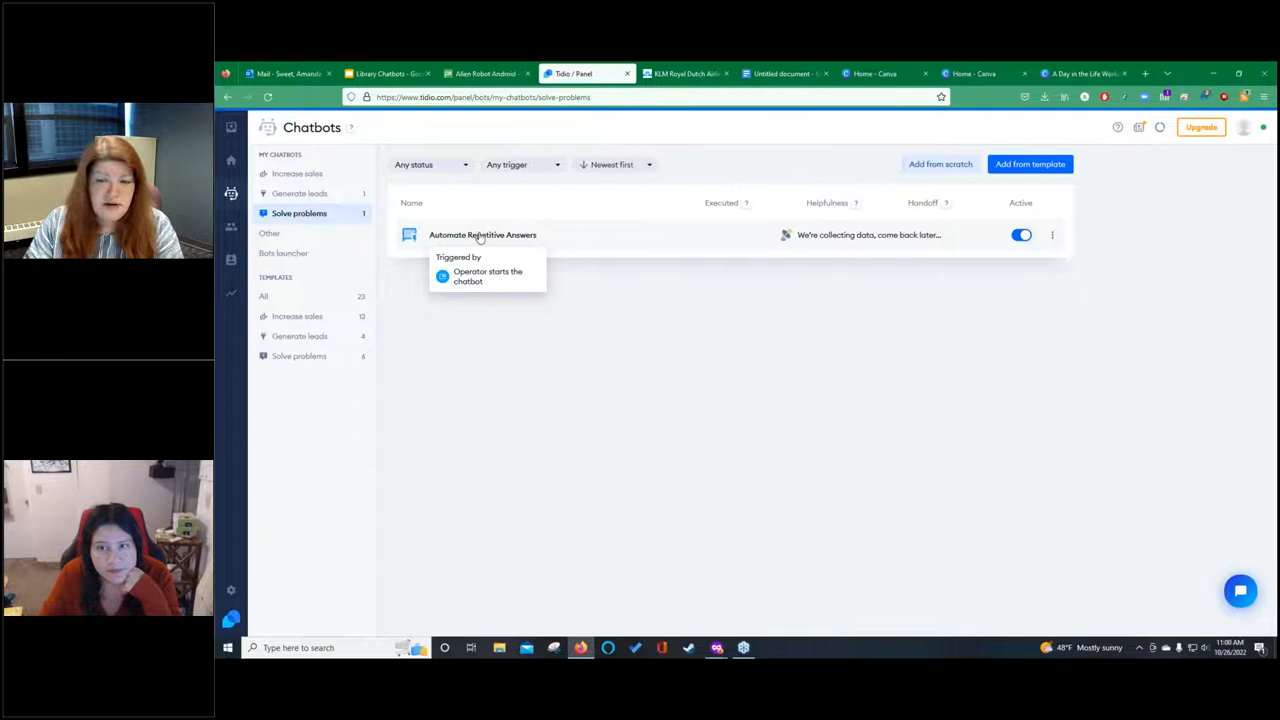 Mail - Sweet, Amanda
Library Chatbots - Goo
Alien Robot Android -
Tidio / Panel
KLM Royal Dutch Airlin
Untitled document - G
Home - Canva
Home - Canva
A Day in the Life Works
https://www.tidio.com/panel/bots/my-chatbots/solve-problems
Chatbots ?
Upgrade
MY CHATBOTS
Increase sales
Generate leads 1
Solve problems 1
Other
Bots launcher
TEMPLATES
All 23
Increase sales 13
Generate leads 4
Solve problems 6
Any status
Any trigger
Newest first
Add from scratch
Add from template
Name
Executed ?
Helpfulness ?
Handoff ?
Active
Automate Repetitive Answers
We're collecting data, come back later...
Triggered by
Operator starts the
chatbot
Type here to search
48°F Mostly sunny
11:00 AM
10/26/2022